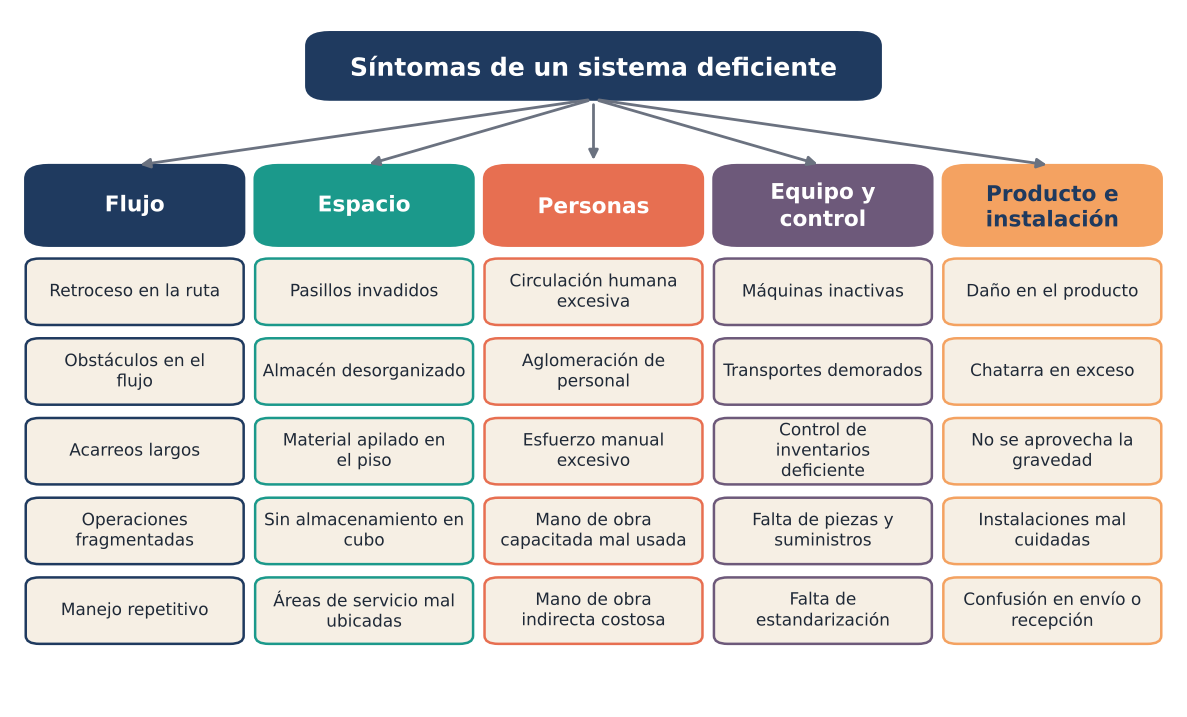 Síntomas de un sistema deficiente
Flujo
Espacio
Personas
Equipo y
control
Producto e
instalación
Retroceso en la ruta
Pasillos invadidos
Circulación humana
excesiva
Máquinas inactivas
Daño en el producto
Obstáculos en el
flujo
Almacén desorganizado
Aglomeración de
personal
Transportes demorados
Chatarra en exceso
Acarreos largos
Material apilado en
el piso
Esfuerzo manual
excesivo
Control de
inventarios
deficiente
No se aprovecha la
gravedad
Operaciones
fragmentadas
Sin almacenamiento en
cubo
Mano de obra
capacitada mal usada
Falta de piezas y
suministros
Instalaciones mal
cuidadas
Manejo repetitivo
Áreas de servicio mal
ubicadas
Mano de obra
indirecta costosa
Falta de
estandarización
Confusión en envío o
recepción